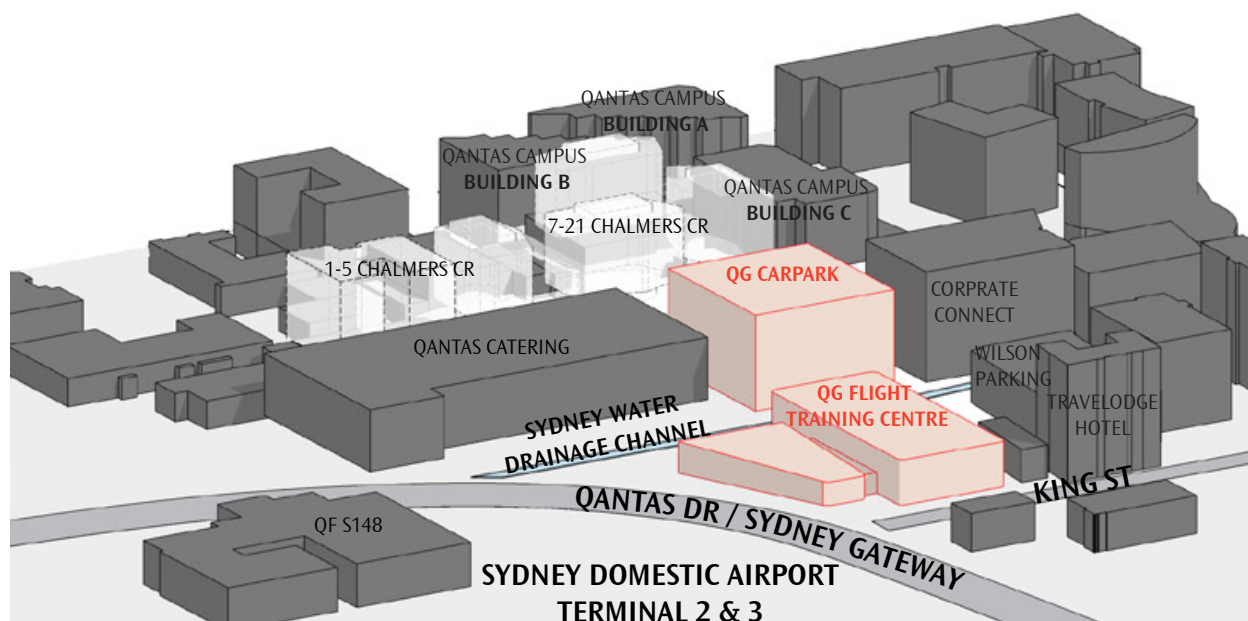 QANTAS CAMPUS
BUILDING A
QANTAS CAMPUS
BUILDING B
QANTAS CAMPUS
BUILDING C
7-21 CHALMERS CR
1-5 CHALMERS CR
QG CARPARK
CORPRATE
CONNECT
QANTAS CATERING
WILSON
PARKING
QG FLIGHT
TRAINING CENTRE
TRAVELODGE
HOTEL
SYDNEY WATER
DRAINAGE CHANNEL
KING ST
QANTAS DR / SYDNEY GATEWAY
QF S148
SYDNEY DOMESTIC AIRPORT
TERMINAL 2 & 3